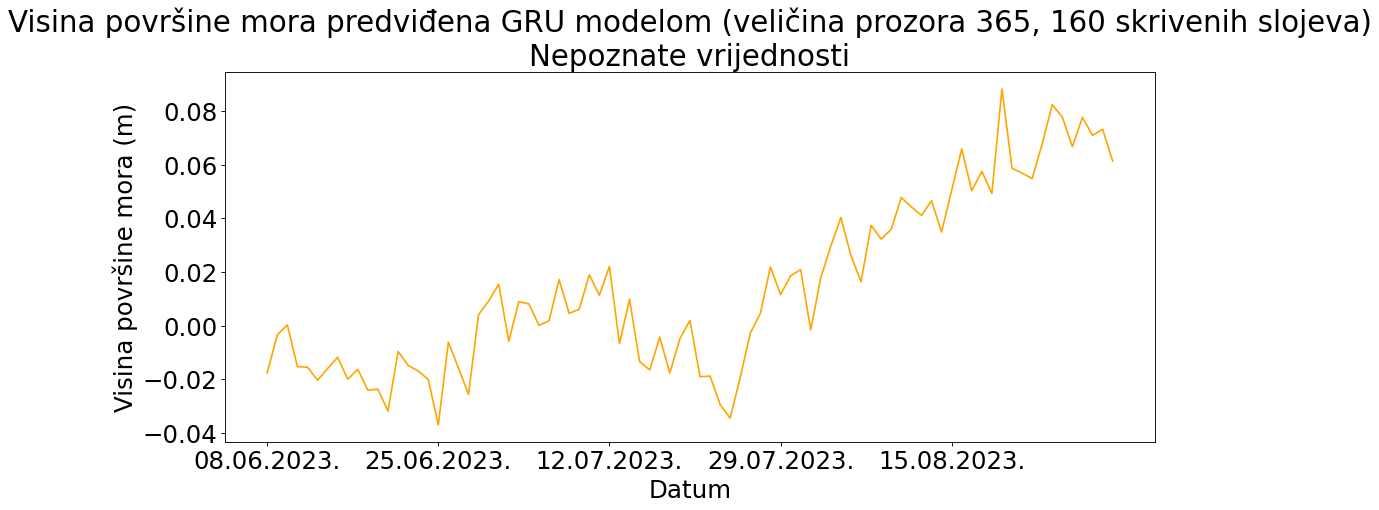 Visina površine mora predviđena GRU modelom (veličina prozora 365, 160 skrivenih slojeva)
Nepoznate vrijednosti
Visina površine mora (m)
0.08
0.06
0.04
0.02
0.00
−0.02
−0.04
08.06.2023. 25.06.2023. 12.07.2023. 29.07.2023. 15.08.2023.
Datum